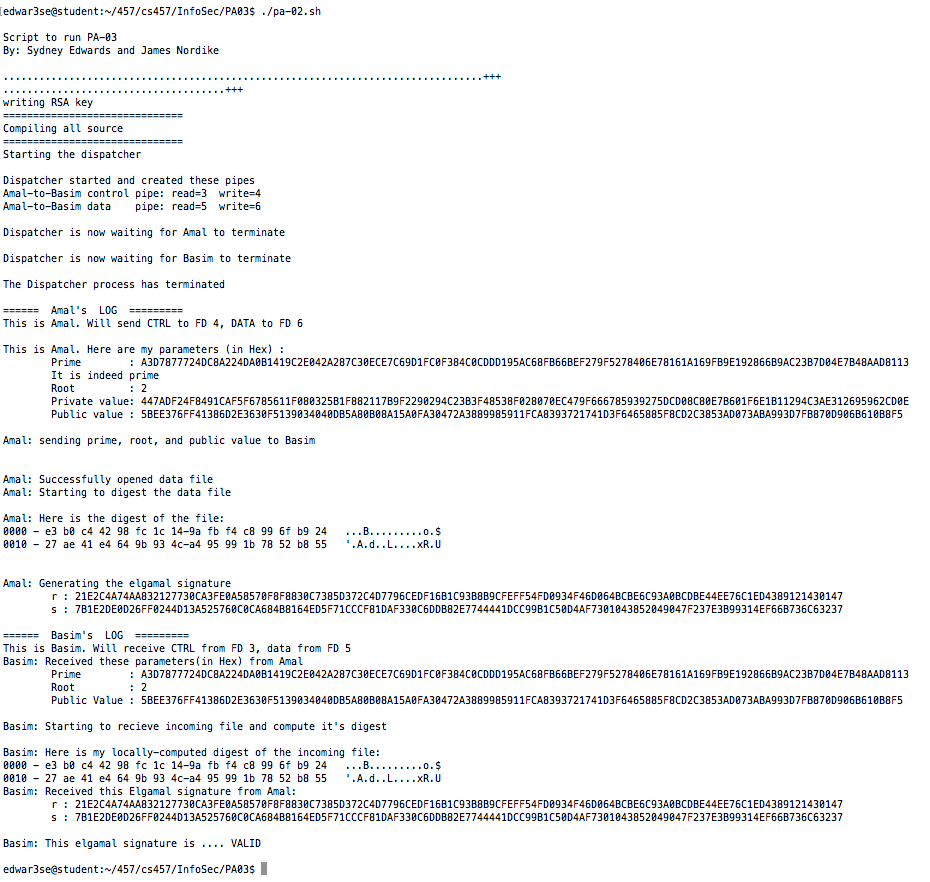 edwar3se@student:~/457/cs457/InfoSec/PA03$ ./pa-02.sh
Script to run PA-03
By: Sydney Edwards and James Nordike
................................................................................+++
.....................................+++
writing RSA key
==============================
Compiling all source
==============================
Starting the dispatcher
Dispatcher started and created these pipes
Amal-to-Basim control pipe: read=3  write=4
Amal-to-Basim data    pipe: read=5  write=6
Dispatcher is now waiting for Amal to terminate
Dispatcher is now waiting for Basim to terminate
The Dispatcher process has terminated
======  Amal's  LOG  =========
This is Amal. Will send CTRL to FD 4, DATA to FD 6
This is Amal. Here are my parameters (in Hex) :
Prime        : A3D7877724DC8A224DA0B1419C2E042A287C30ECE7C69D1FC0F384C0CDDD195AC68FB66BEF279F5278406E78161A169FB9E192866B9AC23B7D04E7B48AAD8113
It is indeed prime
Root         : 2
Private value: 447ADF24F8491CAF5F6785611F080325B1F882117B9F2290294C23B3F48538F028070EC479F666785939275DCD08C80E7B601F6E1B11294C3AE312695962CD0E
Public value : 5BEE376FF41386D2E3630F5139034040DB5A80B08A15A0FA30472A3889985911FCA8393721741D3F6465885F8CD2C3853AD073ABA993D7FB870D906B610B8F5
Amal: sending prime, root, and public value to Basim
Amal: Successfully opened data file
Amal: Starting to digest the data file
Amal: Here is the digest of the file:
0000 - e3 b0 c4 42 98 fc 1c 14-9a fb f4 c8 99 6f b9 24   ...B.........o.$
0010 - 27 ae 41 e4 64 9b 93 4c-a4 95 99 1b 78 52 b8 55   '.A.d..L....xR.U
Amal: Generating the elgamal signature
r : 21E2C4A74AA832127730CA3FE0A58570F8F8830C7385D372C4D7796CEDF16B1C93B8B9CFEFF54FD0934F46D064BCBE6C93A0BCDBE44EE76C1ED4389121430147
s : 7B1E2DE0D26FF0244D13A525760C0CA684B8164ED5F71CCCF81DAF330C6DDB82E7744441DCC99B1C50D4AF7301043852049047F237E3B99314EF66B736C63237
======  Basim's  LOG  =========
This is Basim. Will receive CTRL from FD 3, data from FD 5
Basim: Received these parameters(in Hex) from Amal
Prime        : A3D7877724DC8A224DA0B1419C2E042A287C30ECE7C69D1FC0F384C0CDDD195AC68FB66BEF279F5278406E78161A169FB9E192866B9AC23B7D04E7B48AAD8113
Root         : 2
Public Value : 5BEE376FF41386D2E3630F5139034040DB5A80B08A15A0FA30472A3889985911FCA8393721741D3F6465885F8CD2C3853AD073ABA993D7FB870D906B610B8F5
Basim: Starting to recieve incoming file and compute it's digest
Basim: Here is my locally-computed digest of the incoming file:
0000 - e3 b0 c4 42 98 fc 1c 14-9a fb f4 c8 99 6f b9 24   ...B.........o.$
0010 - 27 ae 41 e4 64 9b 93 4c-a4 95 99 1b 78 52 b8 55   '.A.d..L....xR.U
Basim: Received this Elgamal signature from Amal:
r : 21E2C4A74AA832127730CA3FE0A58570F8F8830C7385D372C4D7796CEDF16B1C93B8B9CFEFF54FD0934F46D064BCBE6C93A0BCDBE44EE76C1ED4389121430147
s : 7B1E2DE0D26FF0244D13A525760C0CA684B8164ED5F71CCCF81DAF330C6DDB82E7744441DCC99B1C50D4AF7301043852049047F237E3B99314EF66B736C63237
Basim: This elgamal signature is .... VALID
edwar3se@student:~/457/cs457/InfoSec/PA03$